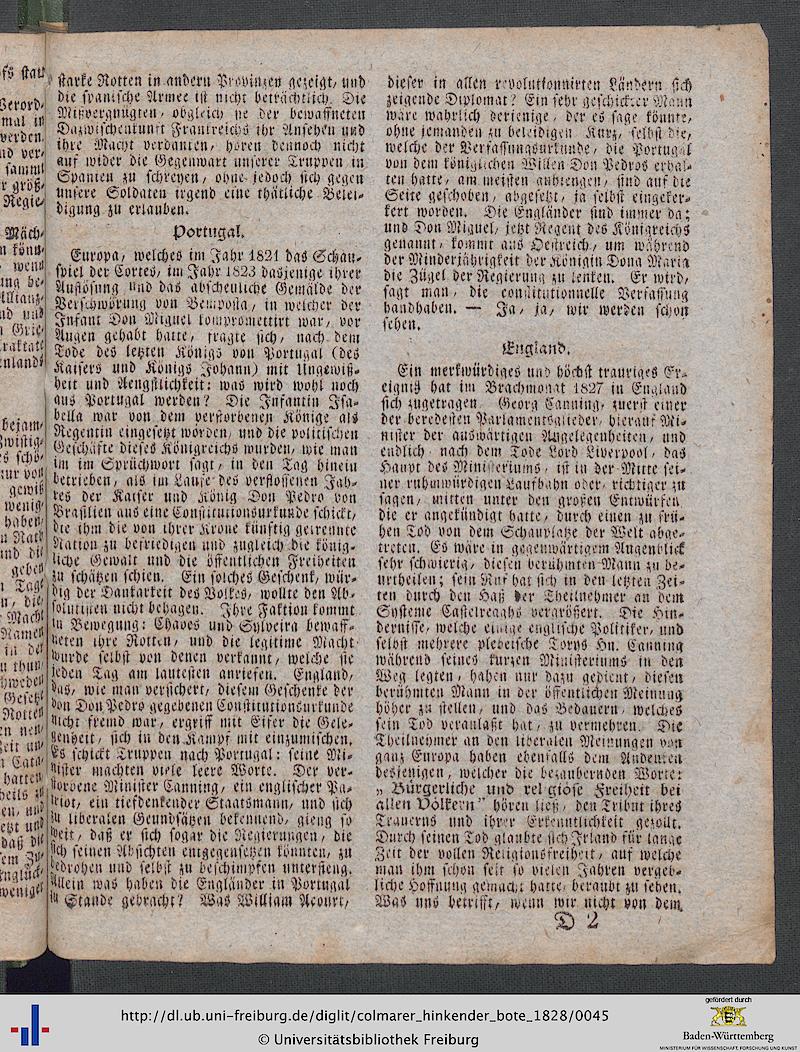 starke Rotten in andern Provinzen gezeigt, und
die spanische Armee ist nicht beträchtlich. Die
Mißvergnügten, obgleich sie der bewaffneten
Dazwischenkunft Frankreichs ihr Ansehen und
ihre Macht verdanken, hören dennoch nicht
auf wider die Gegenwart unserer Truppen in
Spanien zu schreyen, ohne jedoch sich gegen
unsere Soldaten irgend eine thätliche Belei-
digung zu erlauben.
Portugal.
Europa, welches im Jahr 1821 das Schau-
spiel der Cortes, im Jahr 1823 dasjenige ihrer
Auflösung und das abscheuliche Gemälde der
Verschwörung von Bemposta, in welcher der
Infant Don Miguel kompromettirt war, vor
Augen gehabt hatte, fragte sich, nach dem
Tode des letzten Königs von Portugal (des
Kaisers und Königs Johann) mit Ungewiß-
heit und Aengstlichkeit: was wird wohl noch
aus Portugal werden? Die Infantin Isa-
bella war von dem verstorbenen Könige als
Regentin eingesetzt worden, und die politischen
Geschäfte dieses Königreichs wurden, wie man
im im Sprüchwort sagt, in den Tag hinein
betrieben, als im Laufe des verflossenen Jah-
res der Kaiser und König Don Pedro von
Brasilien aus eine Constitutionsurkunde schickt,
die ihm die von ihrer Krone künftig getrennte
Nation zu befriedigen und zugleich die könig-
liche Gewalt und die öffentlichen Freiheiten
zu schätzen schien. Ein solches Geschenk, wür-
dig der Dankarkeit des Volkes, wollte den Ab-
solutisten nicht behagen. Ihre Faktion kommt
in Bewegung: Chaves und Sylveira bewaff-
neten ihre Rotten, und die legitime Macht
wurde selbst von denen verkannt, welche sie
jeden Tag am lautesten anriefen. England,
das, wie man versichert, diesem Geschenke der
von Don Pedro gegebenen Constitutionsurkunde
nicht fremd war, ergriff mit Eifer die Gele-
genheit, sich in den Kampf mit einzumischen.
Es schickt Truppen nach Portugal: seine Mi-
nister machten viele leere Worte. Der ver-
storbene Minister Canning, ein englischer Pa-
triot, ein tiefdenkender Staatsmann, und sich
zu liberalen Grundsätzen bekennend, gieng so
weit, daß er sich sogar die Regierungen, die
sich seinen Absichten entgegensetzen könnten, zu
bedrohen und selbst zu beschimpfen unterstieng.
Allein was haben die Engländer in Portugal
zu Stande gebracht? Was William Acourt,
dieser in allen revolutionnirten Ländern sich
zeigende Diplomat? Ein sehr geschickter Mann
wäre wahrlich derjenige, der es sage könnte,
ohne jemanden zu beleidigen. Kurz, selbst die,
welche der Verfassungsurkunde, die Portugal
von dem königlichen Willen Don Pedros erhal-
ten hatte, am meisten anhiengen, sind auf die
Seite geschoben, abgesetzt, ja selbst eingeker-
kert worden. Die Engländer sind immer da;
und Don Miguel, jetzt Regent des Königreichs
genannt, kommt aus Oestreich, um während
der Minderjährigkeit der Königin Dona Maria
die Zügel der Regierung zu lenken. Er wird,
sagt man, die constitutionnelle Verfassung
handhaben. — Ja, ja, wir werden schon
sehen.
England.
Ein merkwürdiges und höchst trauriges Er-
eigniß hat im Brachmonat 1827 in England
sich zugetragen. Georg Canning, zuerst einer
der beredesten Parlamentsglieder, hierauf Mi-
nister der auswärtigen Angelegenheiten, und
endlich nach dem Tode Lord Liverpool, das
Haupt des Ministeriums, ist in der Mitte sei-
ner ruhmwürdigen Laufbahn oder, richtiger zu
sagen, mitten unter den großen Entwürfen
die er angekündigt hatte, durch einen zu frü-
hen Tod von dem Schauplatze der Welt abge-
treten. Es wäre in gegenwärtigem Augenblick
sehr schwierig, diesen berühmten Mann zu be-
urtheilen; sein Ruf hat sich in den letzten Zei-
ten durch den Haß der Theilnehmer an dem
Systeme Castelreaghs vergrößert. Die Hin-
dernisse, welche einige englische Politiker, und
selbst mehrere plebeische Torys Hn. Canning
während seines kurzen Ministeriums in den
Weg legten, haben nur dazu gedient, diesen
berühmten Mann in der öffentlichen Meinung
höher zu stellen, und das Bedauern, welches
sein Tod veranlaßt hat, zu vermehren. Die
Theilnehmer an den liberalen Meinungen von
ganz Europa haben ebenfalls dem Andenken
desjenigen, welcher die bezaubernden Worte:
„Bürgerliche und religiöse Freiheit bei
allen Völkern" hören ließ, den Tribut ihres
Trauerns und ihrer Erkenntlichkeit gezollt.
Durch seinen Tod glaubte sich Irland für lange
Zeit der vollen Religionsfreiheit, auf welche
man ihm schon seit so vielen Jahren vergeb-
liche Hoffnung gemacht hatte, beraubt zu sehen.
Was uns betrifft, wenn wir nicht von dem
D 2
http://dl.ub.uni-freiburg.de/diglit/colmarer_hinkender_bote_1828/0045
© Universitätsbibliothek Freiburg
gefördert durch
Baden-Württemberg
MINISTERIUM FÜR WISSENSCHAFT, FORSCHUNG UND KUNST